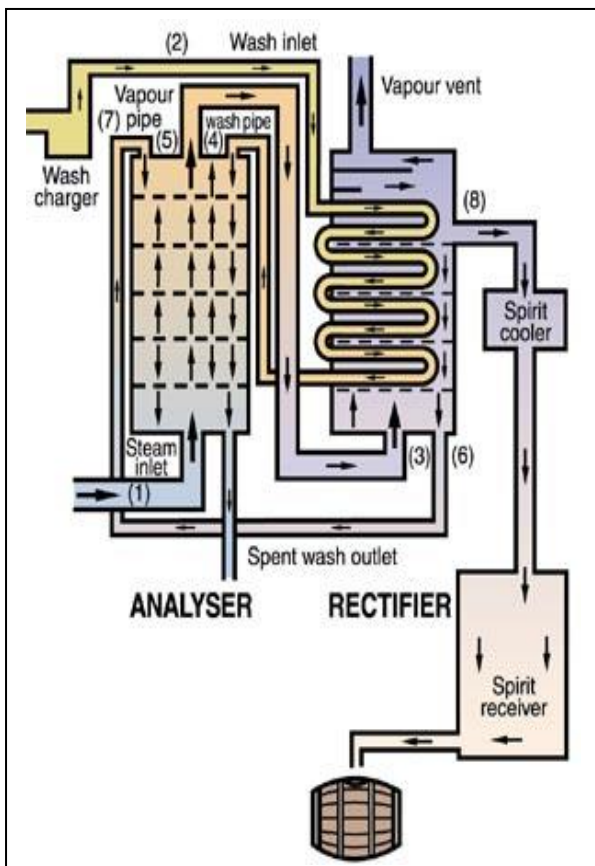 (2)
Wash inlet
Vapour vent
Vapour
pipe
(7)
(5)
(4)
wash pipe
Wash
charger
(8)
Spirit
cooler
Steam
inlet
(1)
(3)
(6)
Spent wash outlet
ANALYSER
RECTIFIER
Spirit
receiver